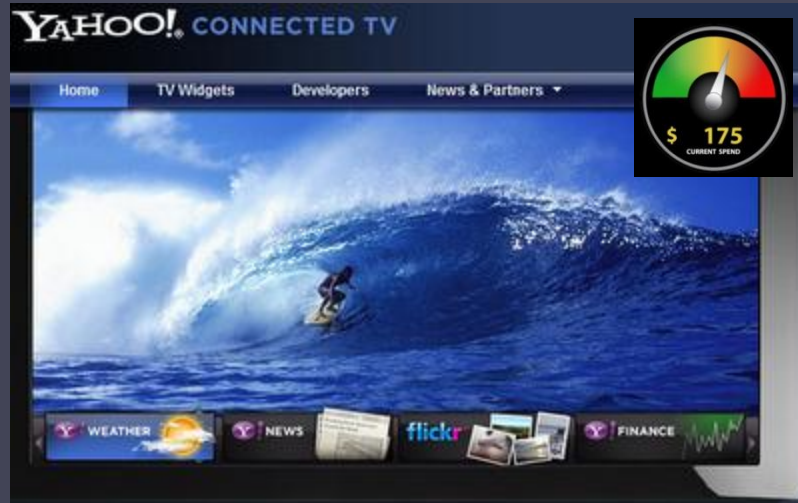 YAHOO!® CONNECTED TV
Home TV Widgets Developers News & Partners
$ 175
CURRENT SPEND
Y! WEATHER Y! NEWS flickr Y! FINANCE